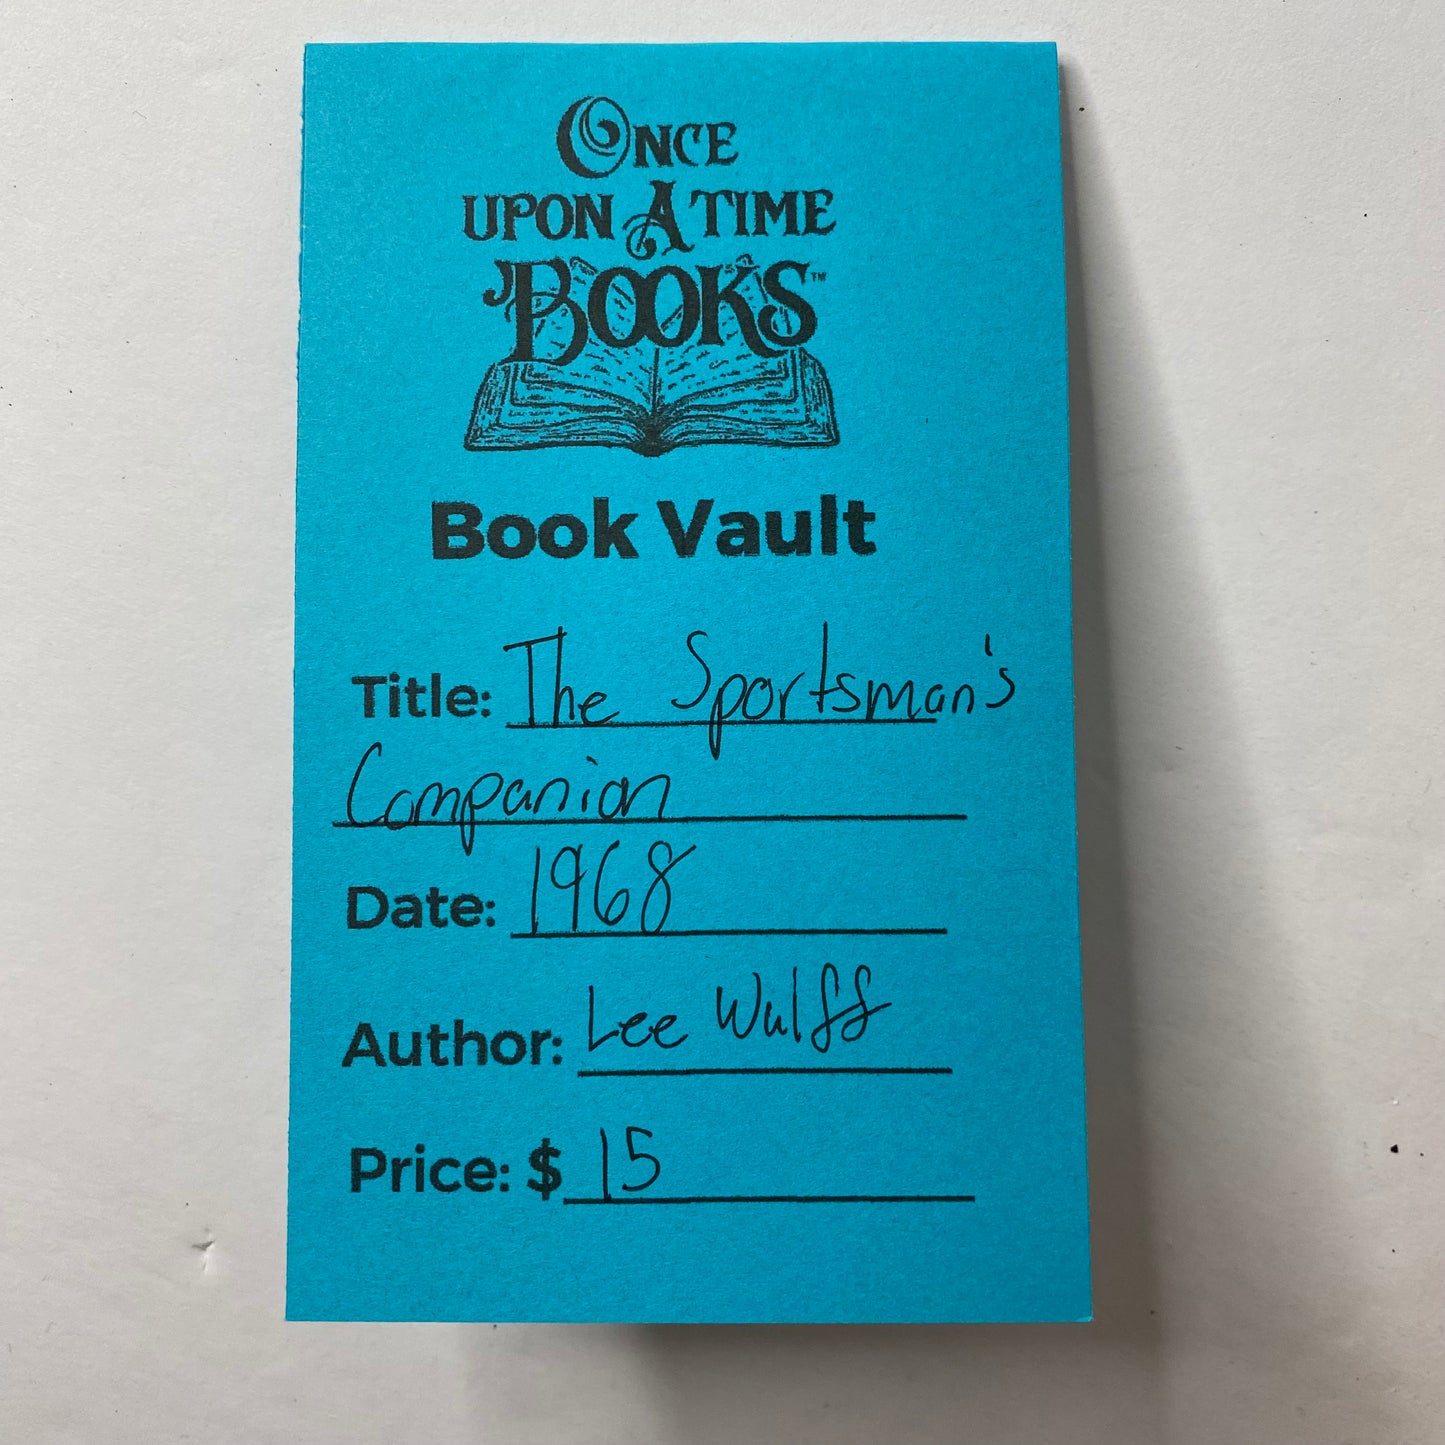 ONCE
UPON A TIME
BOOKS™
Book Vault
Title: The Sportsman's
Companion
Date: 1968
Author: Lee Wulff
Price: $ 15